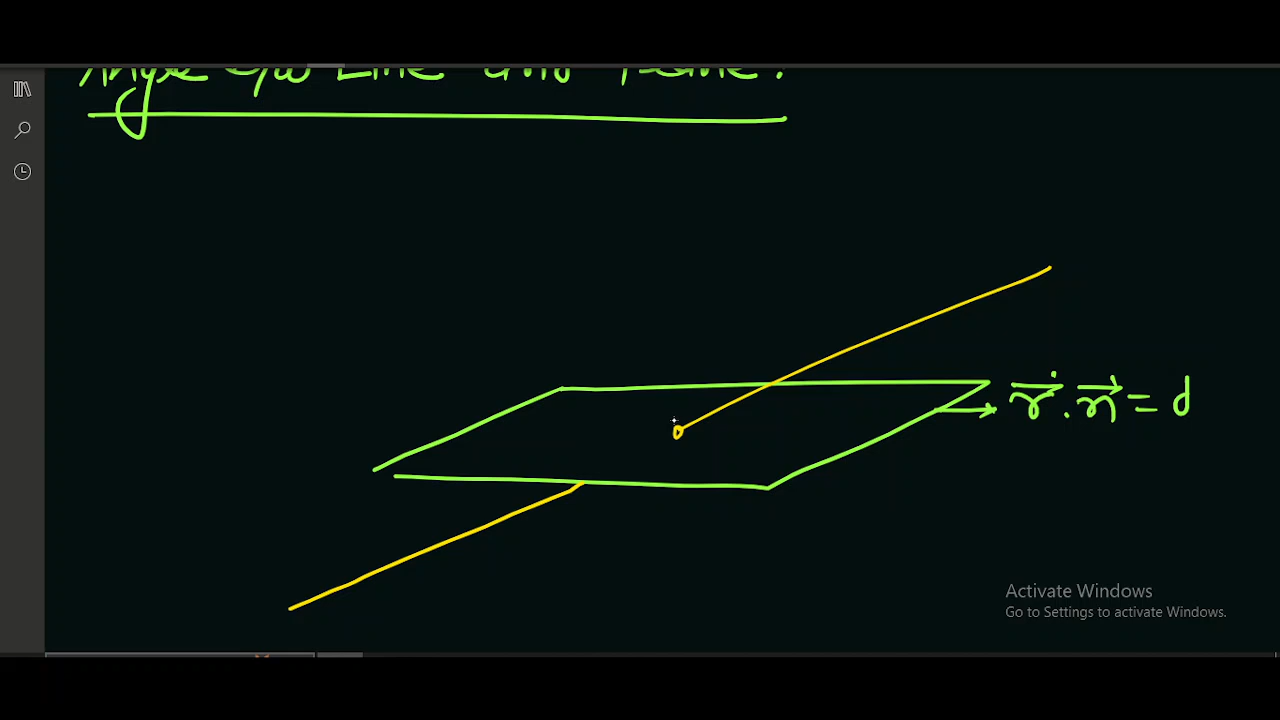 Angle b/w Line and Plane:
r⃗ . n⃗ = d
Activate Windows
Go to Settings to activate Windows.